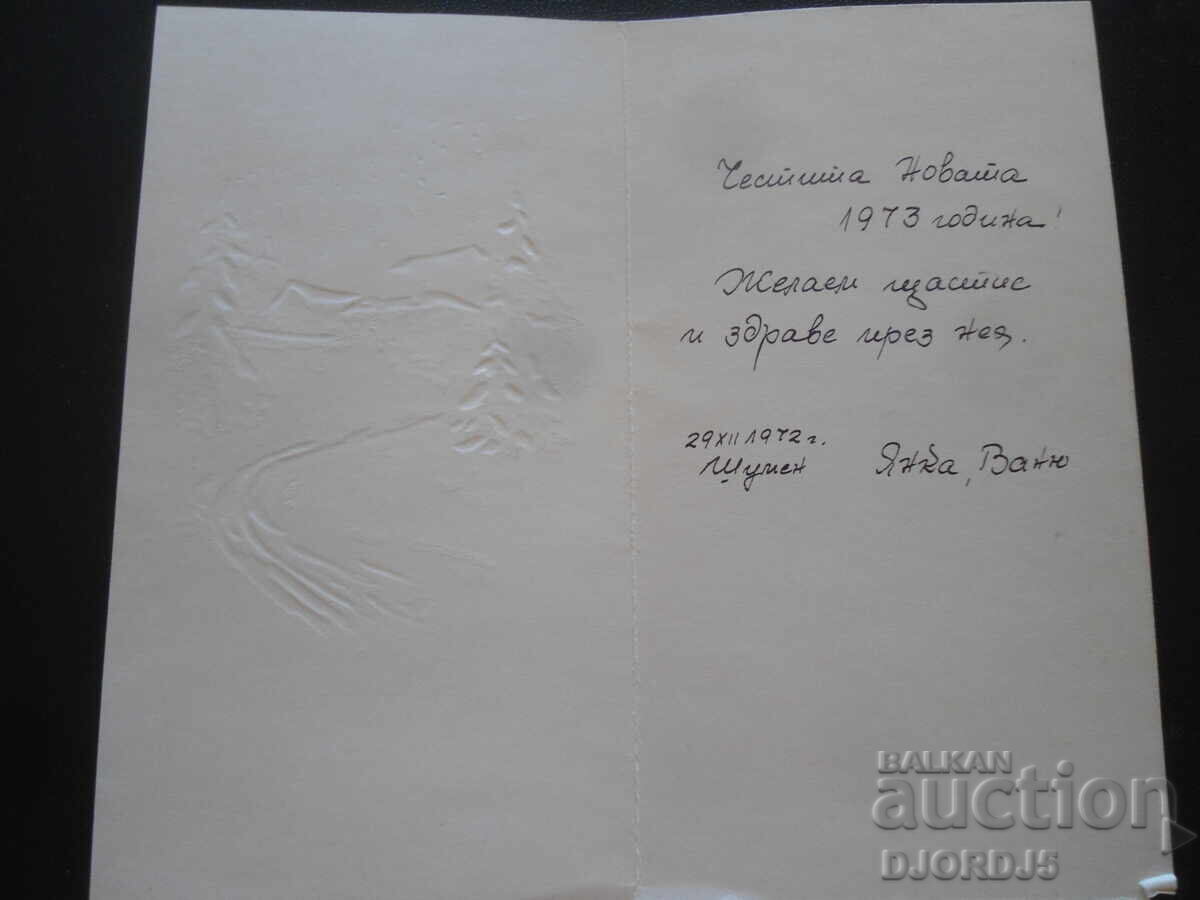 Честита Новата
1973 година!
Желаем щастие
и здраве през нея.
29 XII 1972 г.
Шумен
Янка, Ваню
BALKAN
auction
DJORDJ5